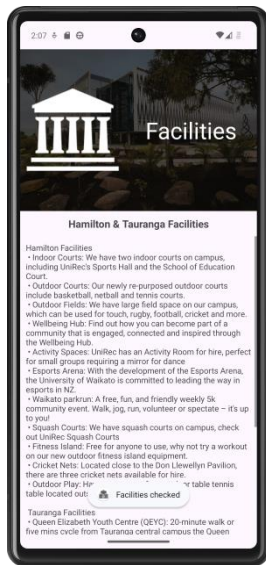 2:07
Facilities
Hamilton & Tauranga Facilities
Hamilton Facilities
• Indoor Courts: We have two indoor courts on campus,
including UniRec's Sports Hall and the School of Education
Court.
• Outdoor Courts: Our newly re-purposed outdoor courts
include basketball, netball and tennis courts.
• Outdoor Fields: We have large field space on our campus,
which can be used for touch, rugby, football, cricket and more.
• Wellbeing Hub: Find out how you can become part of a
community that is engaged, connected and inspired through
the Wellbeing Hub.
• Activity Spaces: UniRec has an Activity Room for hire, perfect
for small groups requiring a mirror for dance
• Esports Arena: With the development of the Esports Arena,
the University of Waikato is committed to leading the way in
esports in NZ.
• Waikato parkrun: A free, fun, and friendly weekly 5k
community event. Walk, jog, run, volunteer or spectate – it's up
to you!
• Squash Courts: We have squash courts on campus, check
out UniRec Squash Courts
• Fitness Island: Free for anyone to use, why not try a workout
on our new outdoor fitness island equipment.
• Cricket Nets: Located close to the Don Llewellyn Pavilion,
there are three cricket nets available for hire.
• Outdoor Play: table tennis
table located
Facilities checked
Tauranga Facilities
• Queen Elizabeth Youth Centre (QEYC): 20-minute walk or
five mins cycle from Tauranga central campus the Queen